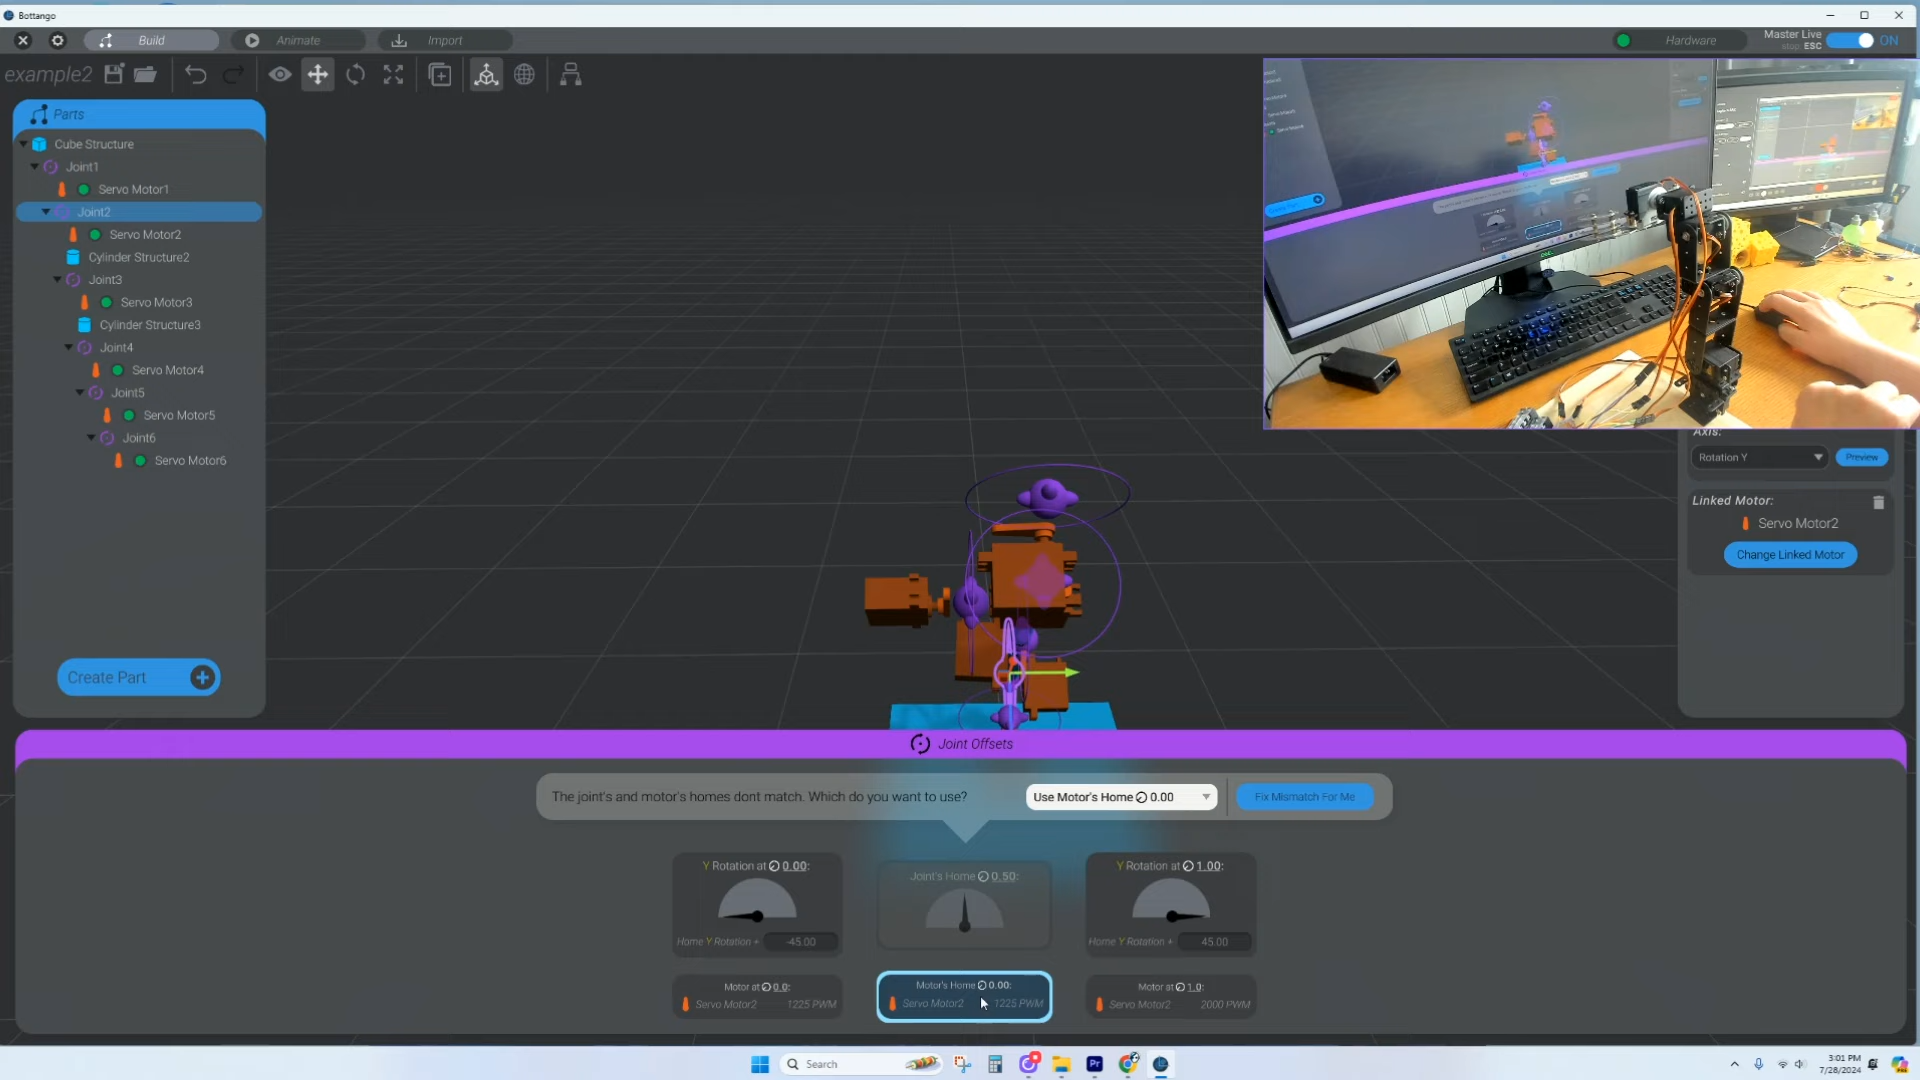 Bottango
Build
Animate
Import
Hardware
Master Live
stop: ESC
ON
example2
Parts
Cube Structure
Joint1
Servo Motor1
Joint2
Servo Motor2
Cylinder Structure2
Joint3
Servo Motor3
Cylinder Structure3
Joint4
Servo Motor4
Joint5
Servo Motor5
Joint6
Servo Motor6
Create Part
Axis:
Rotation Y
Preview
Linked Motor:
Servo Motor2
Change Linked Motor
Joint Offsets
The joint's and motor's homes dont match. Which do you want to use?
Use Motor's Home 0.00
Fix Mismatch For Me
Y Rotation at 0.00:
Home Y Rotation + -45.00
Joint's Home 0.50:
Y Rotation at 1.00:
Home Y Rotation + 45.00
Motor at 0.0:
Servo Motor2 1225 PWM
Motor's Home 0.00:
Servo Motor2 1225 PWM
Motor at 1.0:
Servo Motor2 2000 PWM
Search
Pr
3:01 PM
7/28/2024